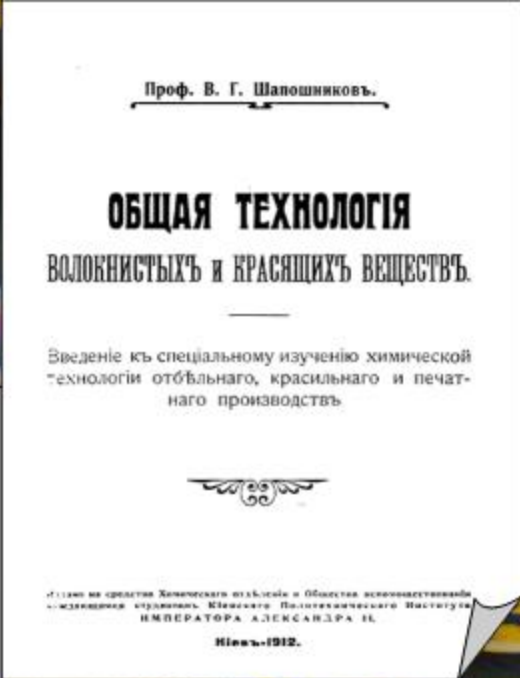 Проф. В. Г. Шапошниковъ.
ОБЩАЯ ТЕХНОЛОГІЯ
ВОЛОКНИСТЫХЪ И КРАСЯЩИХЪ ВЕЩЕСТВЪ.
Введеніе къ спеціальному изученію химической
технологіи отбѣльнаго, красильнаго и печат-
наго производствъ
на средства Химическаго отдѣленія и Общества вспомоществованія
студентамъ Кіевскаго Политехническаго Института
ИМПЕРАТОРА АЛЕКСАНДРА II.
Кіевъ-1912.